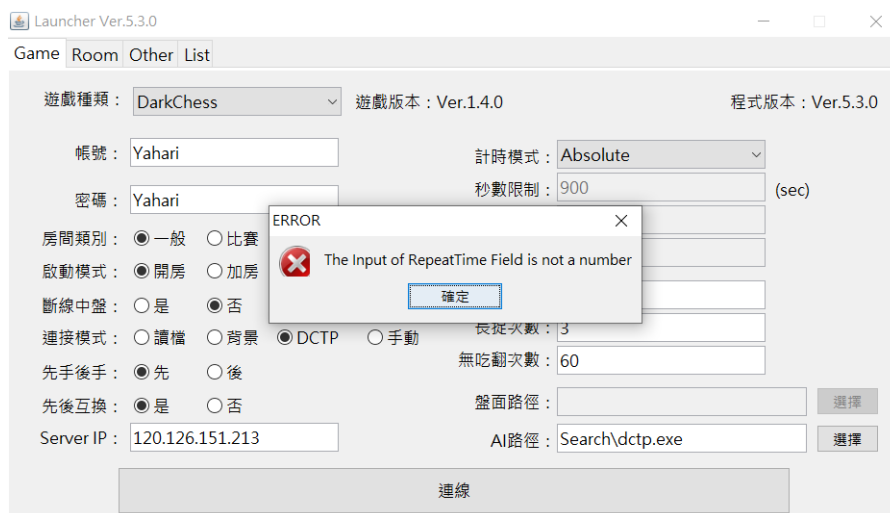 Launcher Ver.5.3.0
Game Room Other List
遊戲種類： DarkChess 遊戲版本：Ver.1.4.0 程式版本：Ver.5.3.0
帳號： Yahari
計時模式： Absolute
密碼： Yahari
秒數限制： 900 (sec)
ERROR
The Input of RepeatTime Field is not a number
確定
房間類別： 一般 比賽
啟動模式： 開房 加房
斷線中盤： 是 否
連接模式： 讀檔 背景 DCTP 手動
長捉次數： 3
無吃翻次數： 60
先手後手： 先 後
先後互換： 是 否
盤面路徑： 選擇
Server IP： 120.126.151.213
AI路徑： Search\dctp.exe 選擇
連線